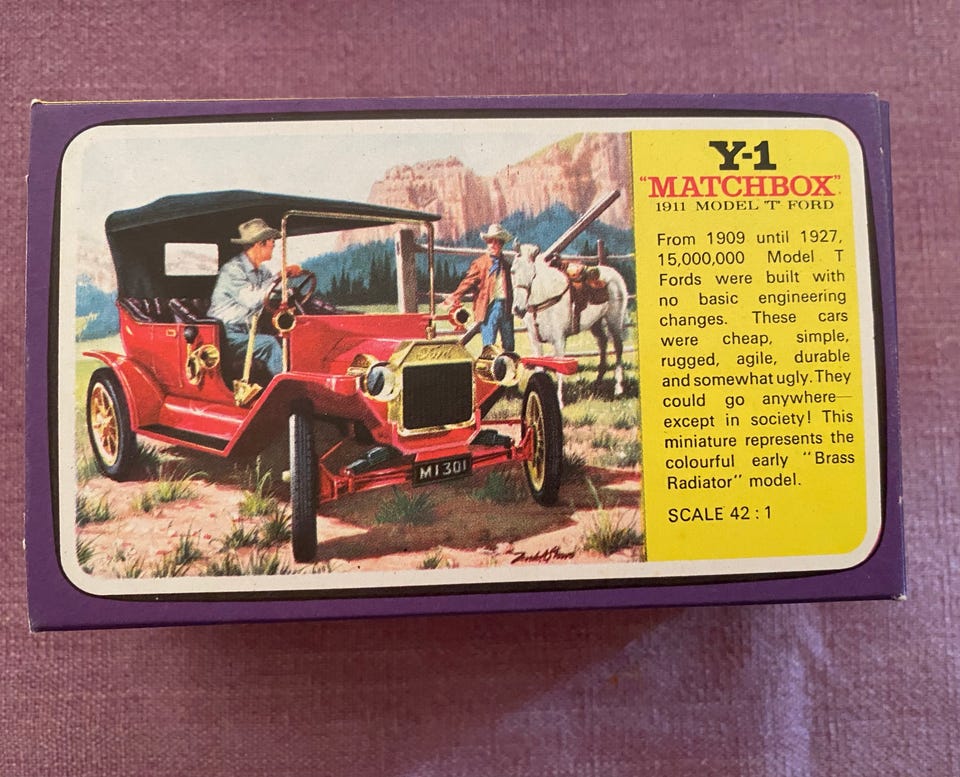 Y-1
"MATCHBOX"
1911 MODEL 'T' FORD
From 1909 until 1927,
15,000,000 Model T
Fords were built with
no basic engineering
changes. These cars
were cheap, simple,
rugged, agile, durable
and somewhat ugly. They
could go anywhere—
except in society! This
miniature represents the
colourful early "Brass
Radiator" model.
SCALE 42 : 1
Ford
MI301